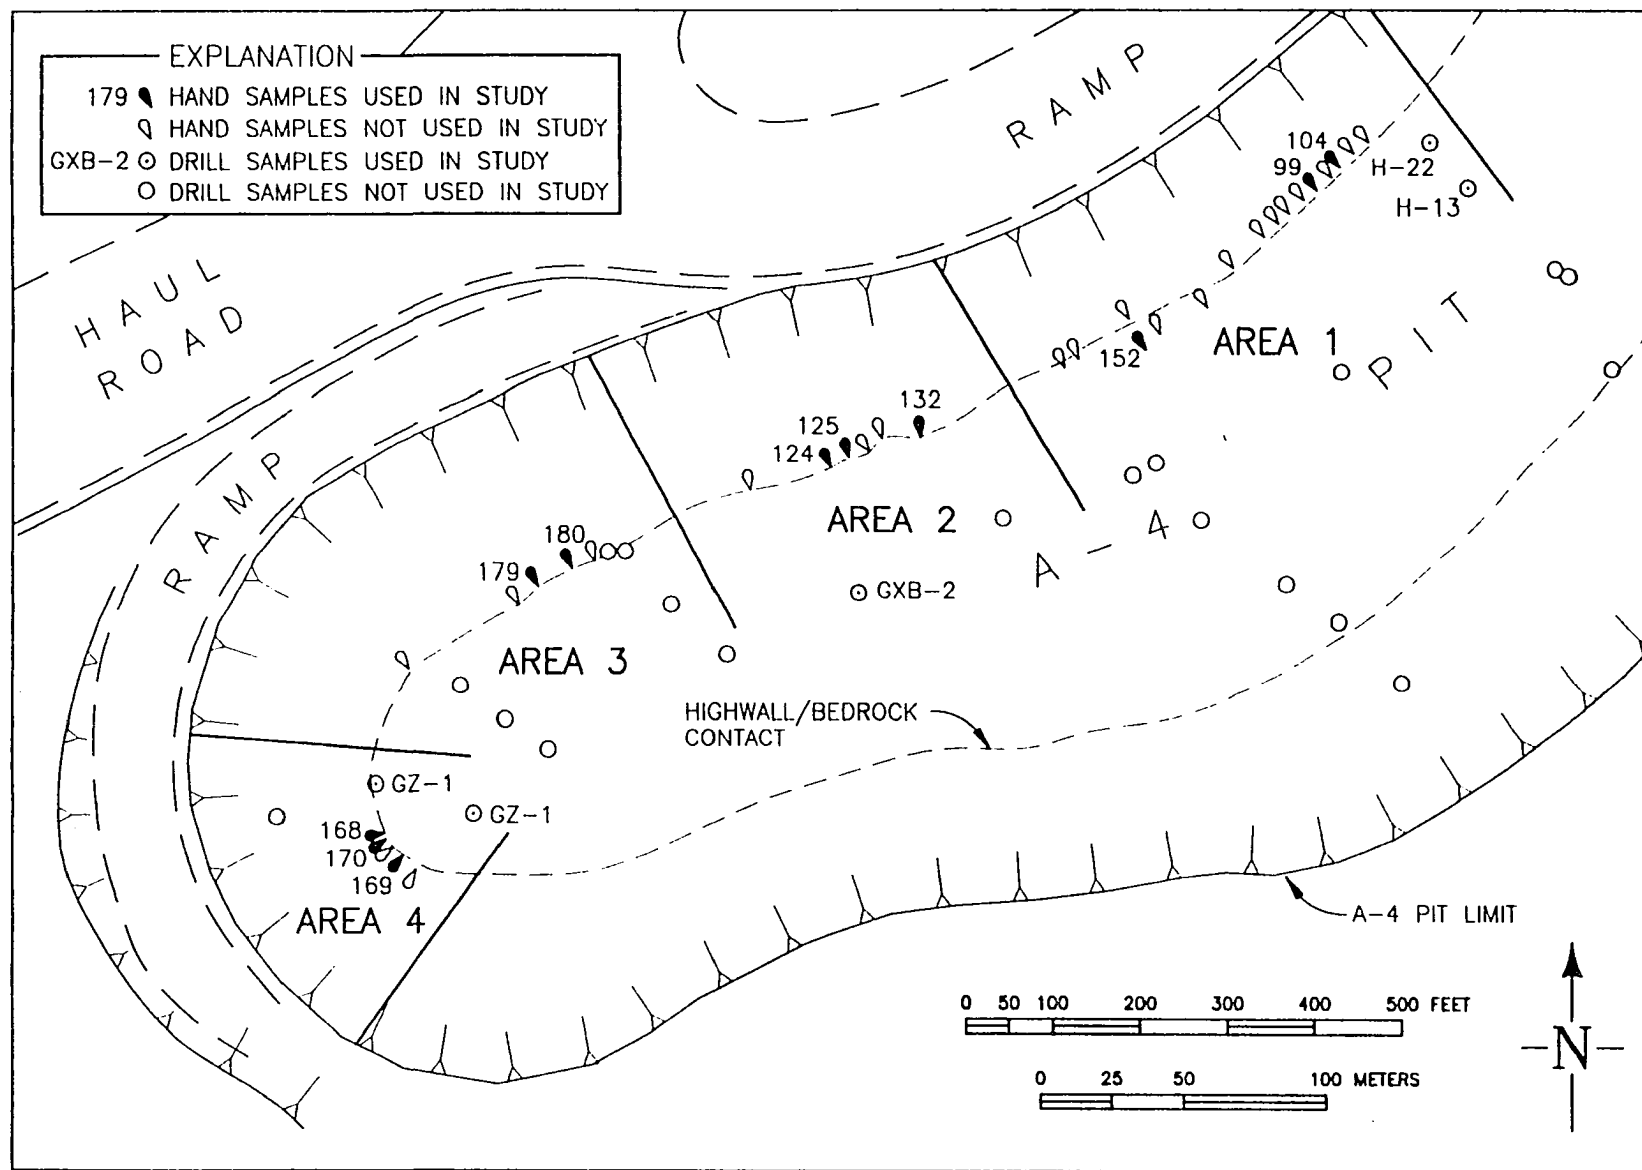 EXPLANATION
179 HAND SAMPLES USED IN STUDY
HAND SAMPLES NOT USED IN STUDY
GXB-2 DRILL SAMPLES USED IN STUDY
DRILL SAMPLES NOT USED IN STUDY
RAMP
104
99
H-22
H-13
HAUL
ROAD
PIT
AREA 1
152
132
125
124
RAMP
AREA 2
A-4
180
179
GXB-2
AREA 3
HIGHWALL/BEDROCK
CONTACT
GZ-1
GZ-1
168
170
169
AREA 4
A-4 PIT LIMIT
0 50 100 200 300 400 500 FEET
N
0 25 50 100 METERS